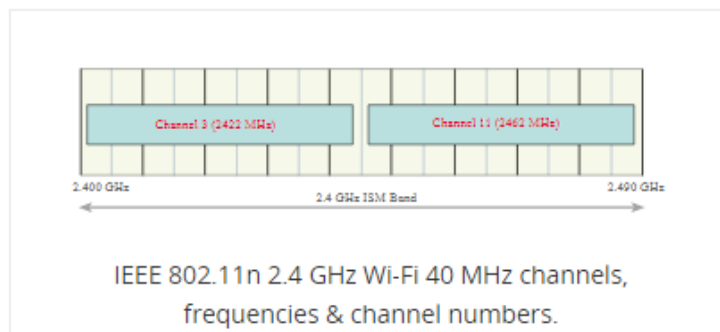 Channel 3 (2422 MHz)
Channel 11 (2462 MHz)
2.400 GHz
2.490 GHz
2.4 GHz ISM Band
IEEE 802.11n 2.4 GHz Wi-Fi 40 MHz channels,
frequencies & channel numbers.